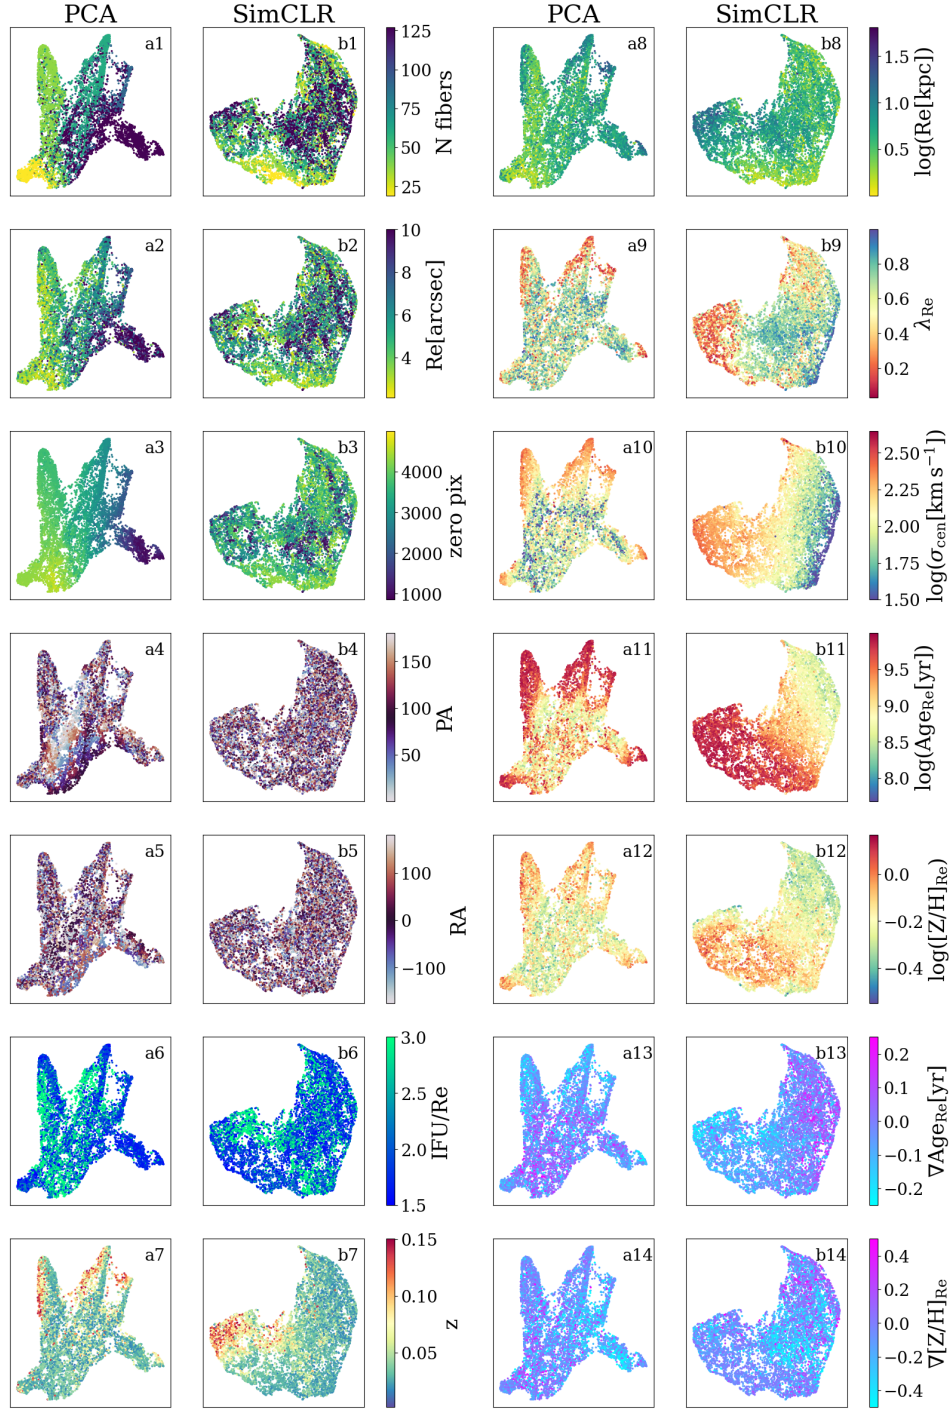 PCA SimCLR PCA SimCLR
a1 b1 125 100 75 50 25 N fibers a8 b8 1.5 1.0 0.5 log(Re[kpc])
a2 b2 10 8 6 4 Re[arcsec] a9 b9 0.8 0.6 0.4 0.2 λRe
a3 b3 4000 3000 2000 1000 zero pix a10 b10 2.50 2.25 2.00 1.75 1.50 log(σcen[km s⁻¹])
a4 b4 150 100 50 PA a11 b11 9.5 9.0 8.5 8.0 log(AgeRe[yr])
a5 b5 100 0 −100 RA a12 b12 0.0 −0.2 −0.4 log([Z/H]Re)
a6 b6 3.0 2.5 2.0 1.5 IFU/Re a13 b13 0.2 0.1 0.0 −0.1 −0.2 ∇AgeRe[yr]
a7 b7 0.15 0.10 0.05 z a14 b14 0.4 0.2 0.0 −0.2 −0.4 ∇[Z/H]Re